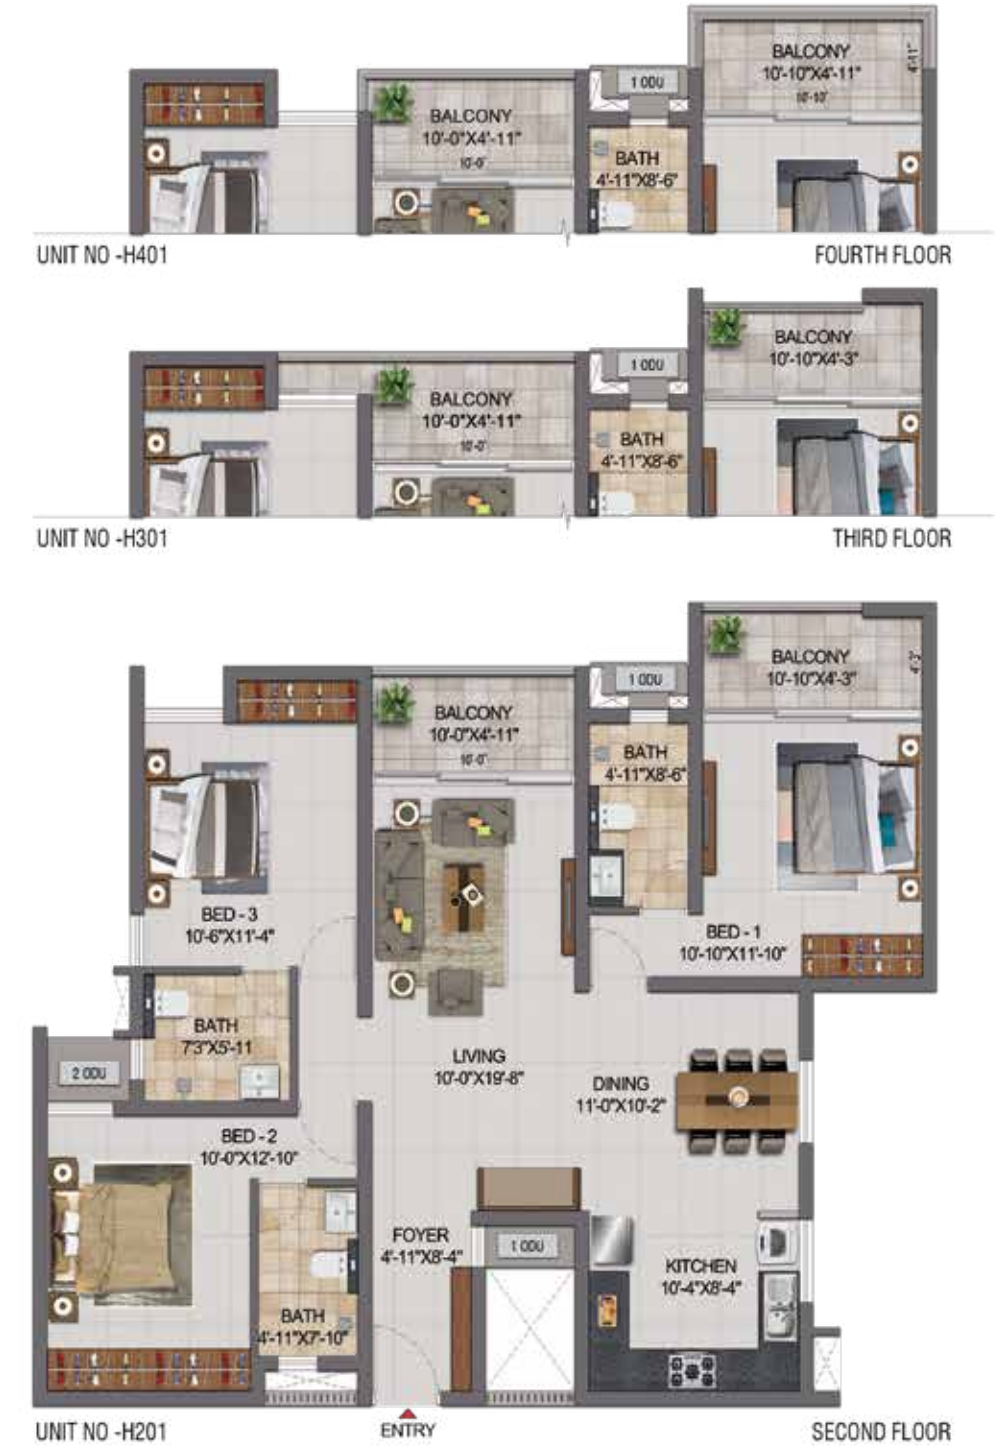 BALCONY
10'-10"X4'-11"
10'-10'
4'-11"
1 ODU
BALCONY
10'-0"X4'-11"
10'-0'
BATH
4'-11"X8'-6"
UNIT NO -H401
FOURTH FLOOR
BALCONY
10'-10"X4'-3"
1 ODU
BALCONY
10'-0"X4'-11"
10'-0'
BATH
4'-11"X8'-6"
UNIT NO -H301
THIRD FLOOR
BALCONY
10'-10"X4'-3"
4'-3"
1 ODU
BALCONY
10'-0"X4'-11"
10'-0'
BATH
4'-11"X8'-6"
BED - 3
10'-6"X11'-4"
BED - 1
10'-10"X11'-10"
BATH
7'3"X5'-11
2 ODU
LIVING
10'-0"X19'-8"
DINING
11'-0"X10'-2"
BED - 2
10'-0"X12'-10"
FOYER
4'-11"X8'-4"
1 ODU
KITCHEN
10'-4"X8'-4"
BATH
4'-11"X7'-10"
UNIT NO -H201
ENTRY
SECOND FLOOR